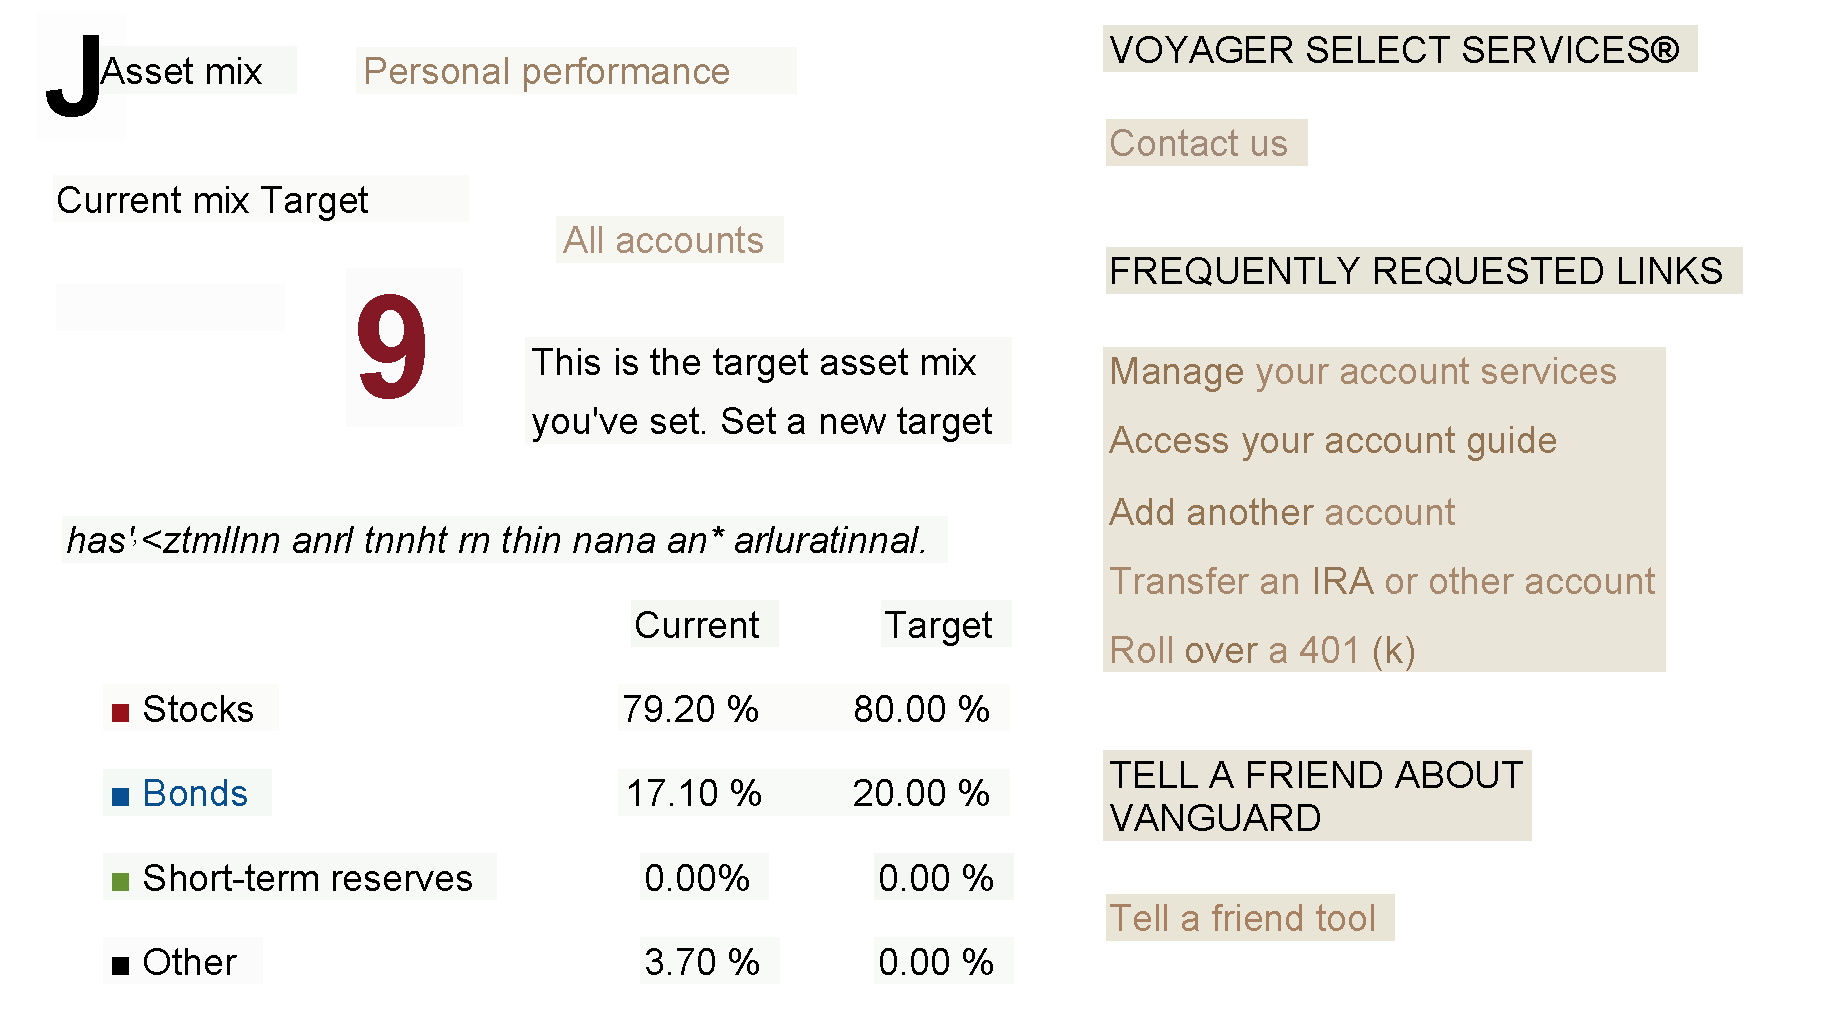 J Asset mix Personal performance
Current mix Target
All accounts
9
This is the target asset mix
you've set. Set a new target
has',<ztmllnn anrl tnnht rn thin nana an* arluratinnal.
Current Target
■ Stocks 79.20 % 80.00 %
■ Bonds 17.10 % 20.00 %
■ Short-term reserves 0.00% 0.00 %
■ Other 3.70 % 0.00 %
VOYAGER SELECT SERVICES®
Contact us
FREQUENTLY REQUESTED LINKS
Manage your account services
Access your account guide
Add another account
Transfer an IRA or other account
Roll over a 401 (k)
TELL A FRIEND ABOUT
VANGUARD
Tell a friend tool